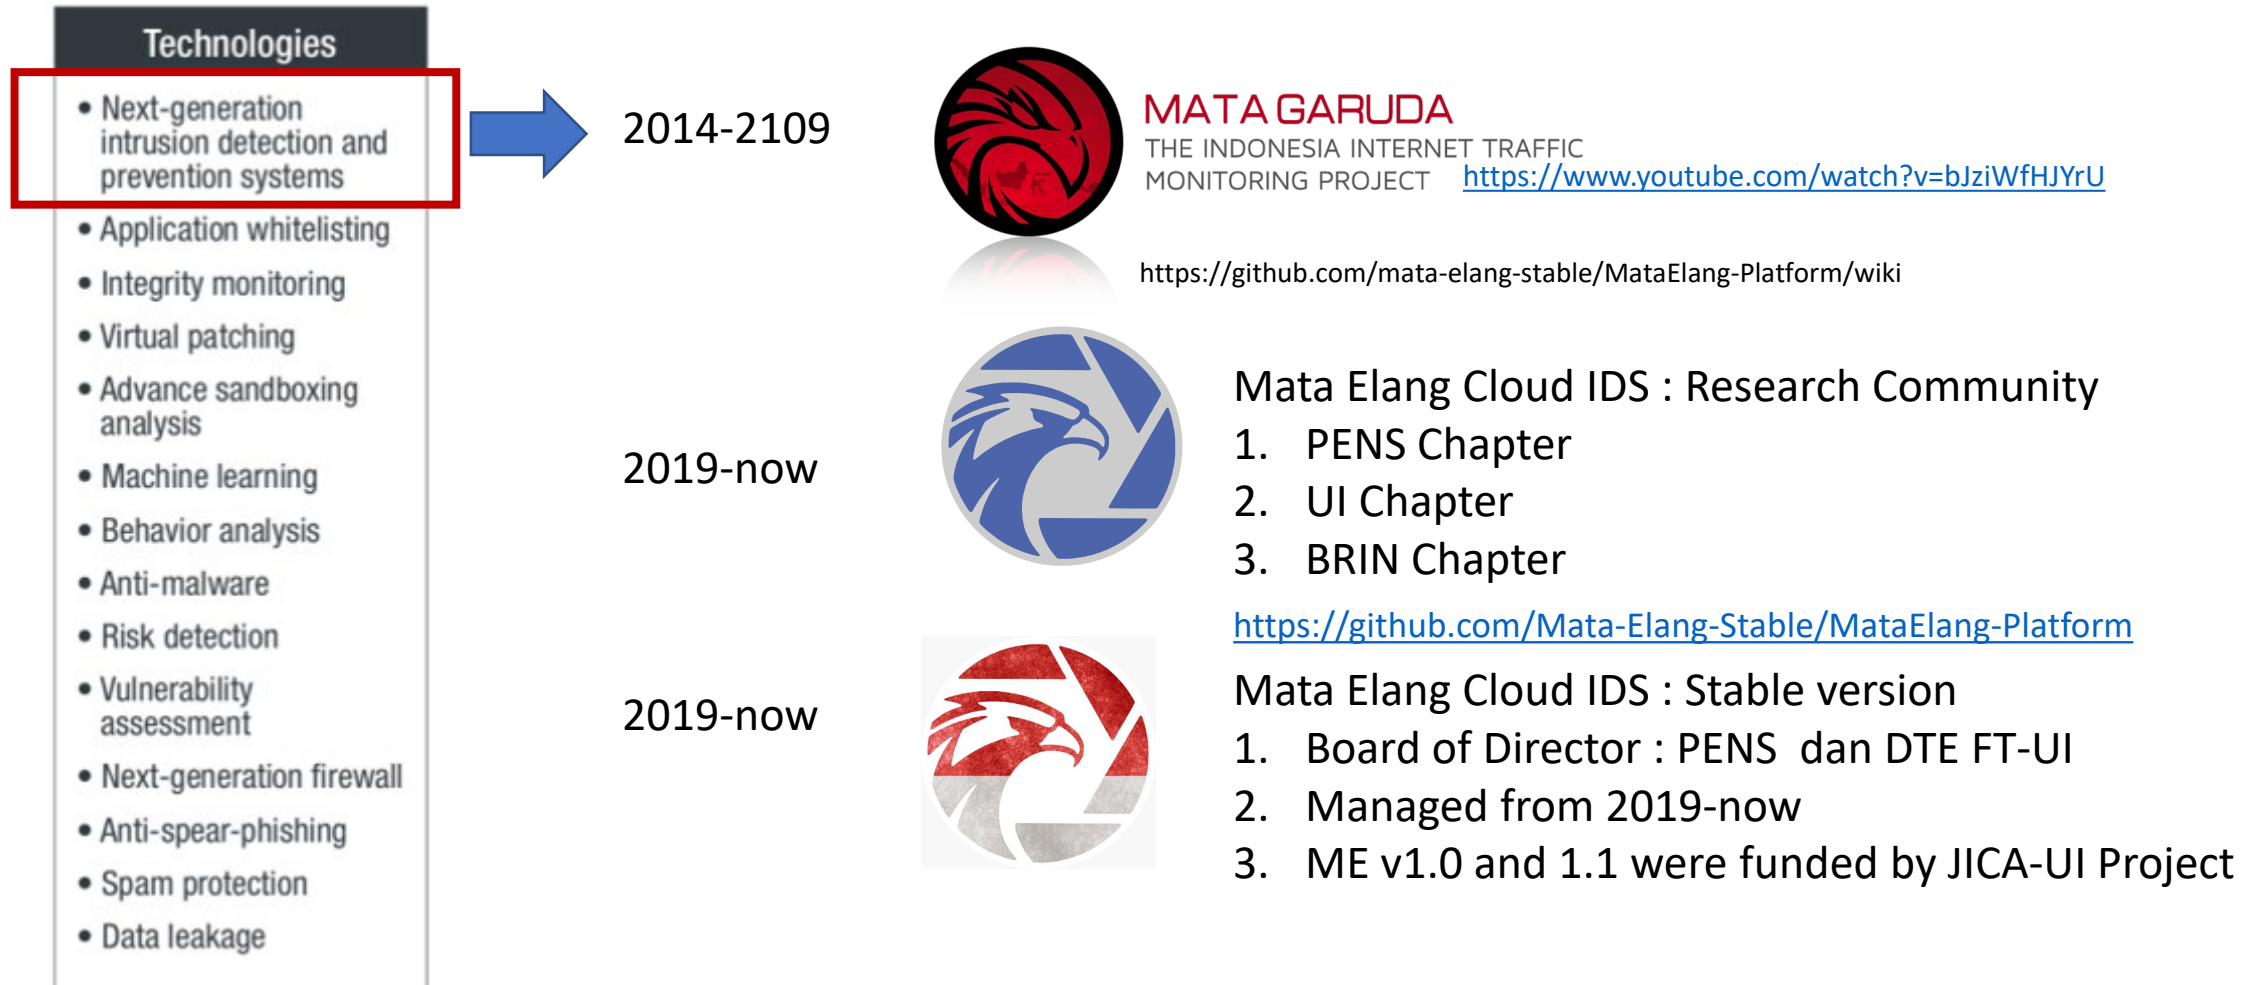 Technologies
• Next-generation
intrusion detection and
prevention systems
• Application whitelisting
• Integrity monitoring
• Virtual patching
• Advance sandboxing
analysis
• Machine learning
• Behavior analysis
• Anti-malware
• Risk detection
• Vulnerability
assessment
• Next-generation firewall
• Anti-spear-phishing
• Spam protection
• Data leakage
2014-2109
MATA GARUDA
THE INDONESIA INTERNET TRAFFIC
MONITORING PROJECT
https://www.youtube.com/watch?v=bJziWfHJYrU
https://github.com/mata-elang-stable/MataElang-Platform/wiki
2019-now
Mata Elang Cloud IDS : Research Community
1. PENS Chapter
2. UI Chapter
3. BRIN Chapter
https://github.com/Mata-Elang-Stable/MataElang-Platform
2019-now
Mata Elang Cloud IDS : Stable version
1. Board of Director : PENS dan DTE FT-UI
2. Managed from 2019-now
3. ME v1.0 and 1.1 were funded by JICA-UI Project